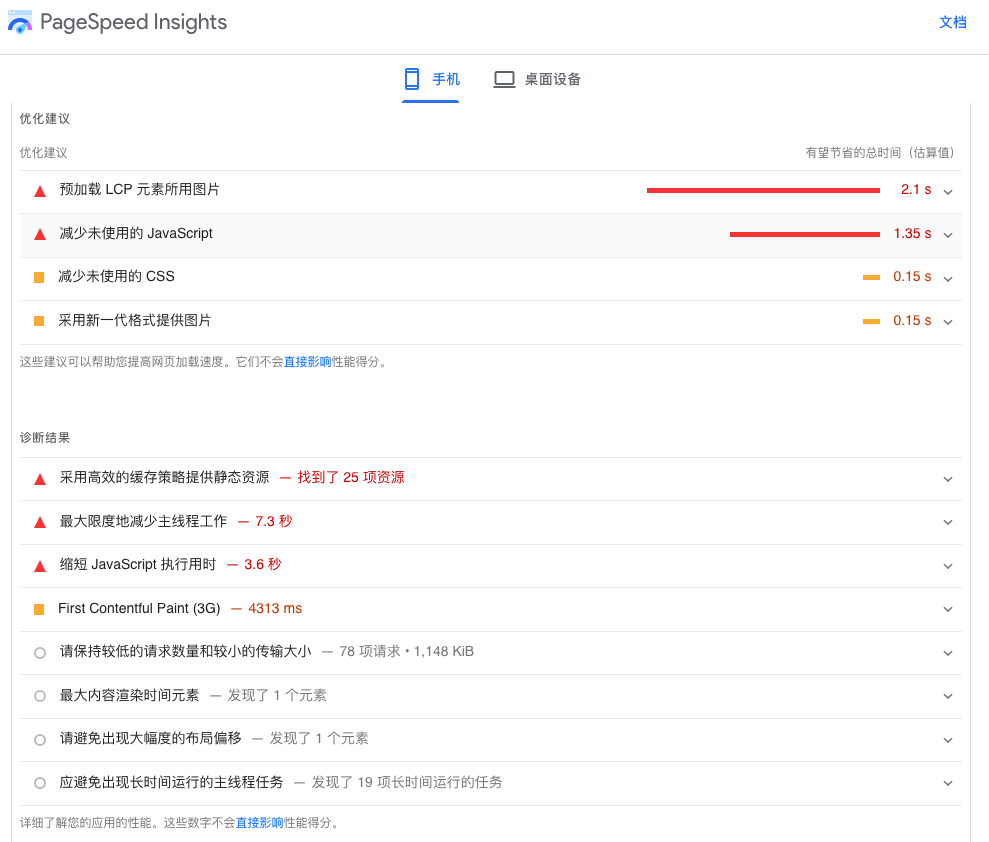 PageSpeed Insights
文档
手机
桌面设备
优化建议
优化建议
有望节省的总时间（估算值）
预加载 LCP 元素所用图片
2.1 s
减少未使用的 JavaScript
1.35 s
减少未使用的 CSS
0.15 s
采用新一代格式提供图片
0.15 s
这些建议可以帮助您提高网页加载速度。它们不会直接影响性能得分。
诊断结果
采用高效的缓存策略提供静态资源 — 找到了 25 项资源
最大限度地减少主线程工作 — 7.3 秒
缩短 JavaScript 执行用时 — 3.6 秒
First Contentful Paint (3G) — 4313 ms
请保持较低的请求数量和较小的传输大小 — 78 项请求 • 1,148 KiB
最大内容渲染时间元素 — 发现了 1 个元素
请避免出现大幅度的布局偏移 — 发现了 1 个元素
应避免出现长时间运行的主线程任务 — 发现了 19 项长时间运行的任务
详细了解您的应用的性能。这些数字不会直接影响性能得分。